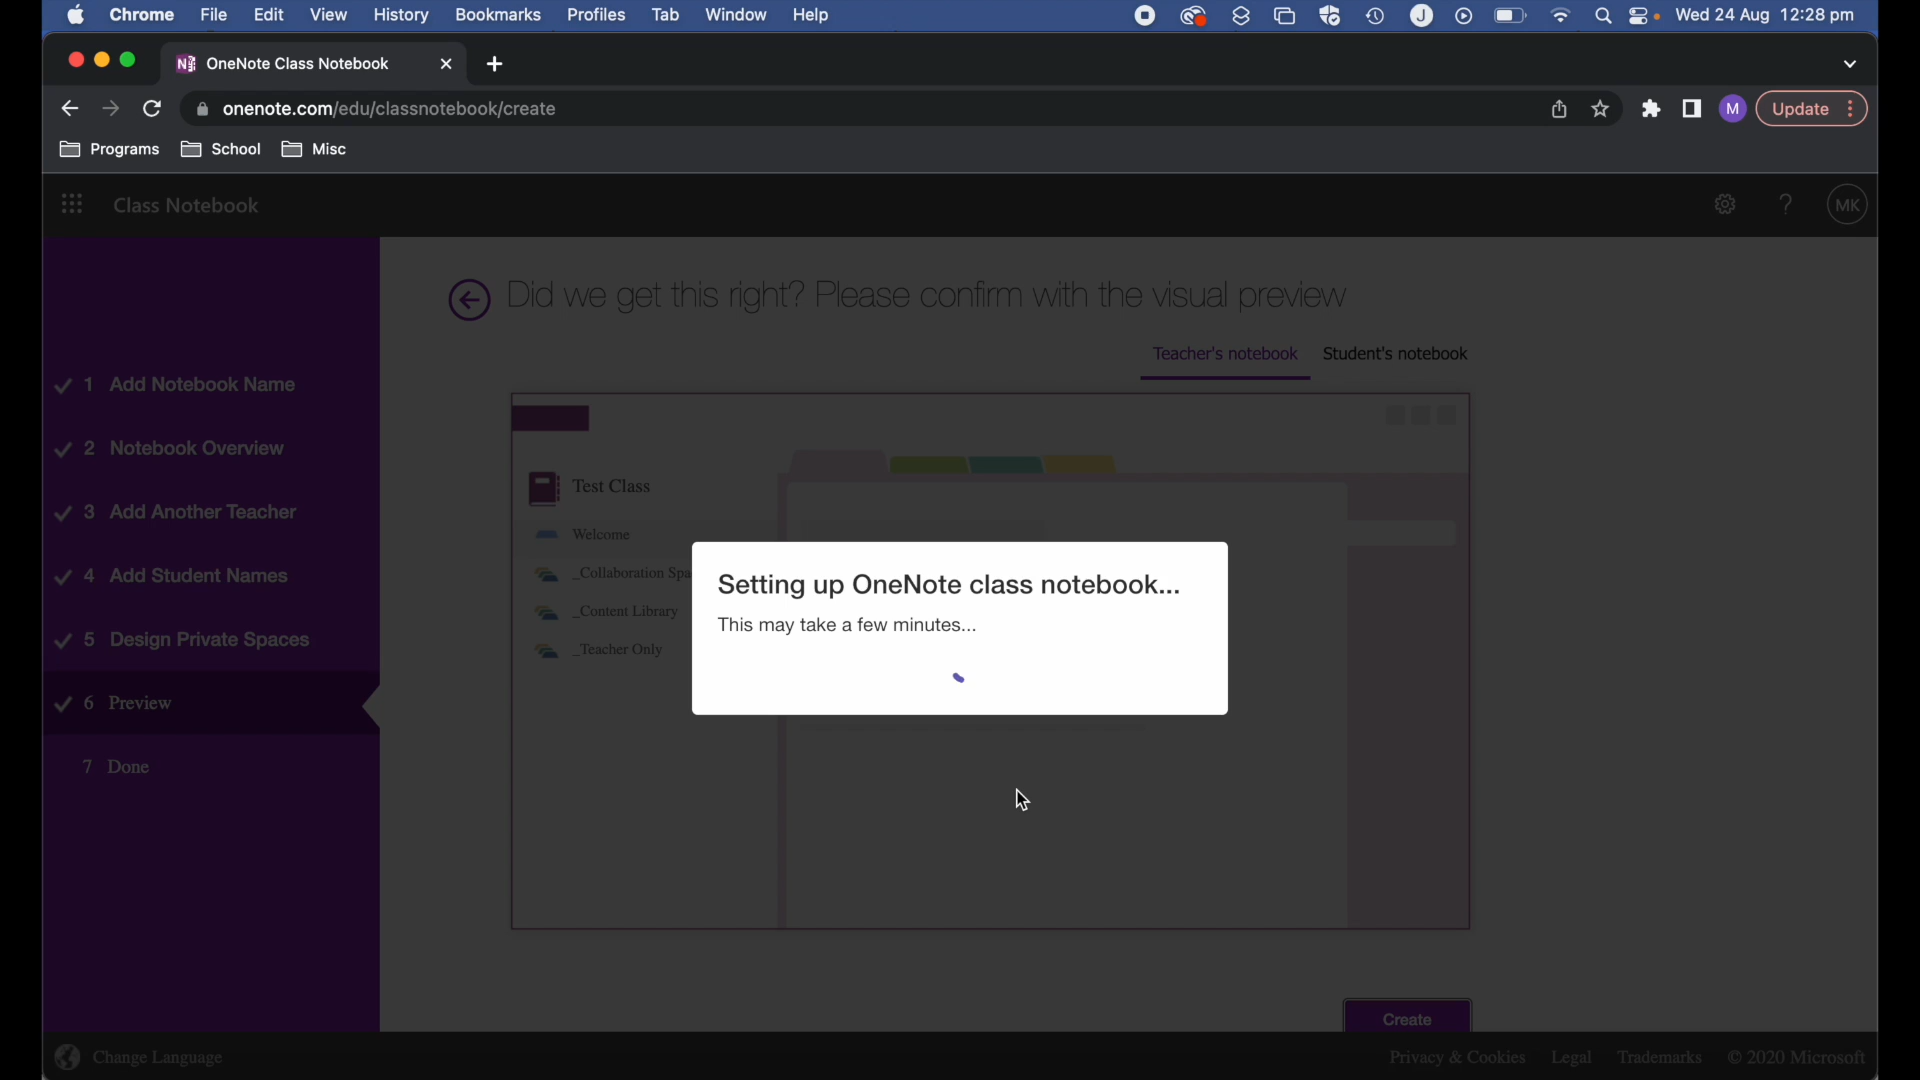 Chrome File Edit View History Bookmarks Profiles Tab Window Help J Wed 24 Aug 12:28 pm
N OneNote Class Notebook
onenote.com/edu/classnotebook/create M Update
Programs School Misc
Class Notebook ? MK
Did we get this right? Please confirm with the visual preview
Teacher's notebook Student's notebook
1 Add Notebook Name
2 Notebook Overview
3 Add Another Teacher
4 Add Student Names
5 Design Private Spaces
6 Preview
7 Done
Test Class
Welcome
_Collaboration Spa
_Content Library
_Teacher Only
Setting up OneNote class notebook...
This may take a few minutes...
Create
Change Language Privacy & Cookies Legal Trademarks © 2020 Microsoft